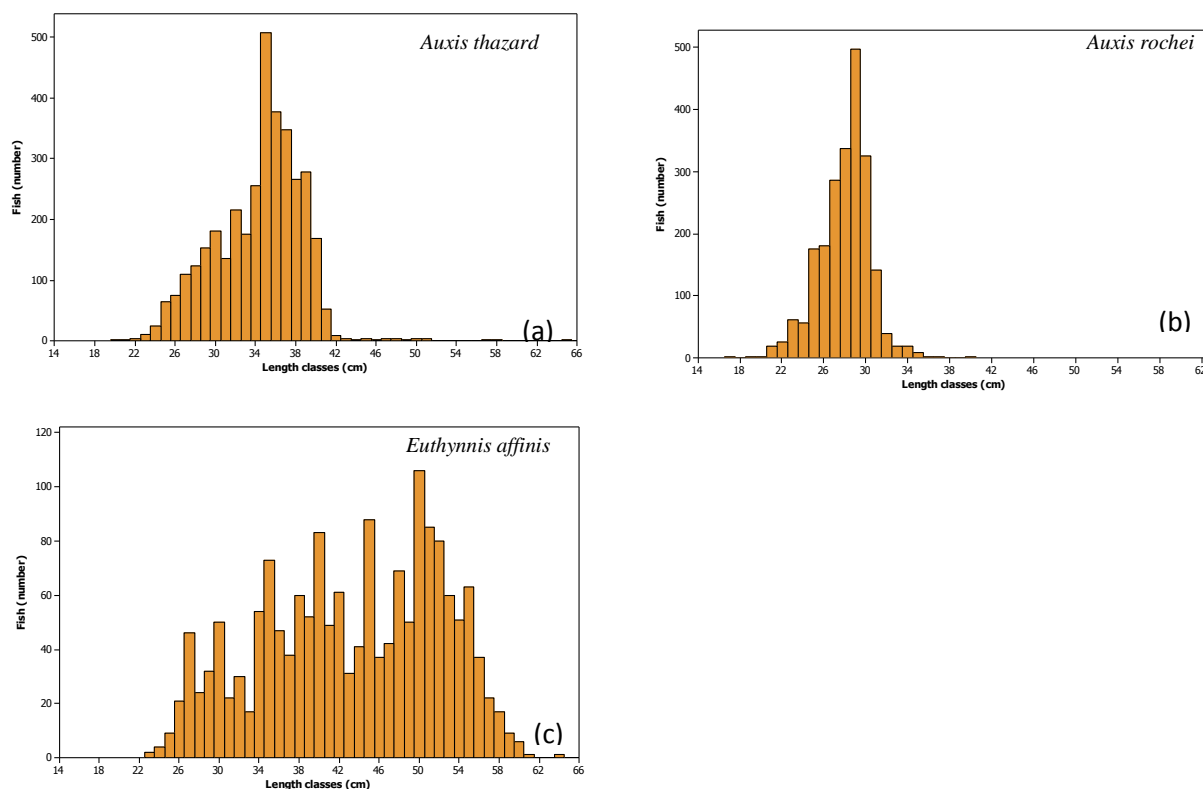 Auxis thazard
500
400
300
200
100
0
Fish (number)
14 18 22 26 30 34 38 42 46 50 54 58 62 66
Length classes (cm)
(a)
Auxis rochei
500
400
300
200
100
0
Fish (number)
14 18 22 26 30 34 38 42 46 50 54 58 62
Length classes (cm)
(b)
Euthynnis affinis
120
100
80
60
40
20
0
Fish (number)
14 18 22 26 30 34 38 42 46 50 54 58 62 66
Length classes (cm)
(c)